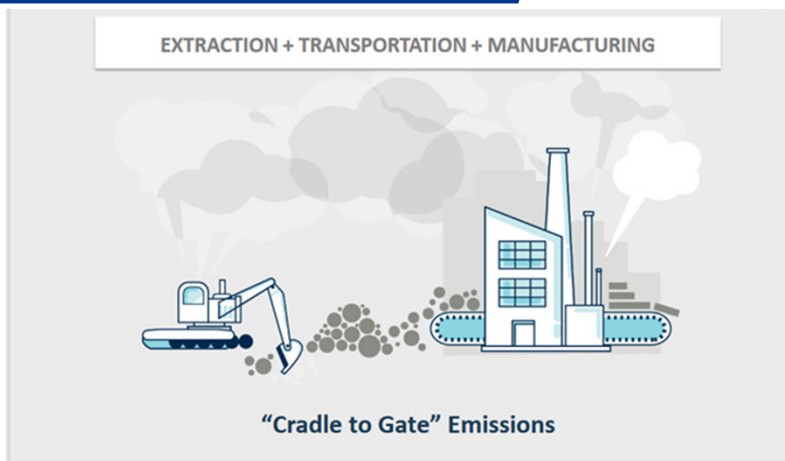 EXTRACTION + TRANSPORTATION + MANUFACTURING
“Cradle to Gate” Emissions